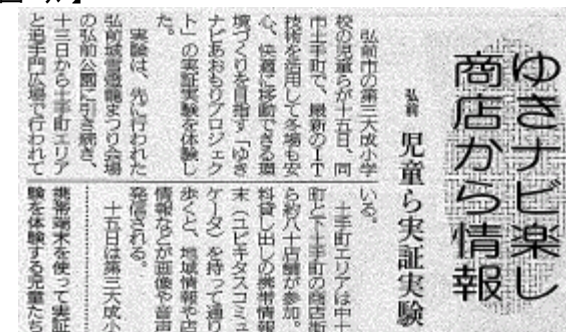 ゆきナビ楽し
商店から情報
弘前 児童ら実証実験
弘前市の第三大成小学
校の児童らが十五日、同
市土手町で、最新のＩＴ
技術を活用して冬場も安
心、快適に移動できる環
境づくりを目指す「ゆき
ナビあおもりプロジェク
ト」の実証実験を体験し
た。
実験は、先に行われた
弘前城雪燈籠まつり会場
の弘前公園に引き続き、
十三日から土手町エリア
と追手門広場で行われて
いる。
土手町エリアは中土
町と下土手町の商店街
ら約八十店舗が参加。
料貸し出しの携帯情報
末（ユビキタスコミュ
ケータ）を持って通り
歩くと、地域情報や店
情報などが画像や音声
発信される。
十五日は第三大成小
携帯端末を使って実証
験を体験する児童たち